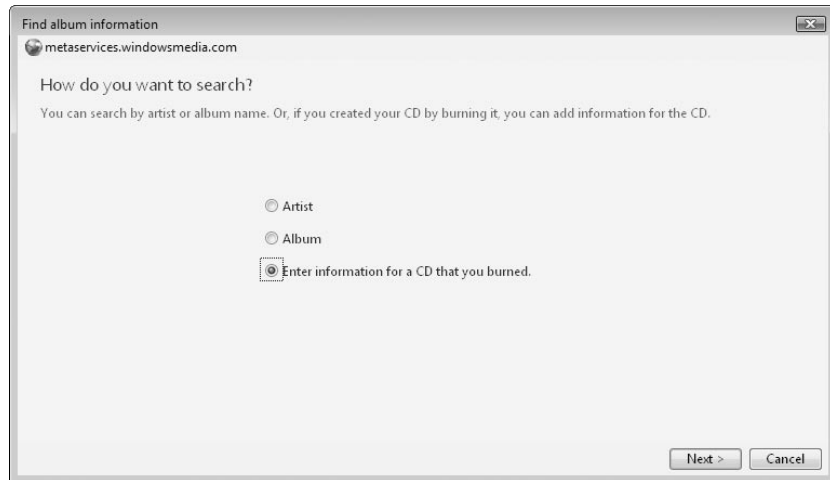 Find album information
metaservices.windowsmedia.com
How do you want to search?
You can search by artist or album name. Or, if you created your CD by burning it, you can add information for the CD.
Artist
Album
Enter information for a CD that you burned.
Next > Cancel